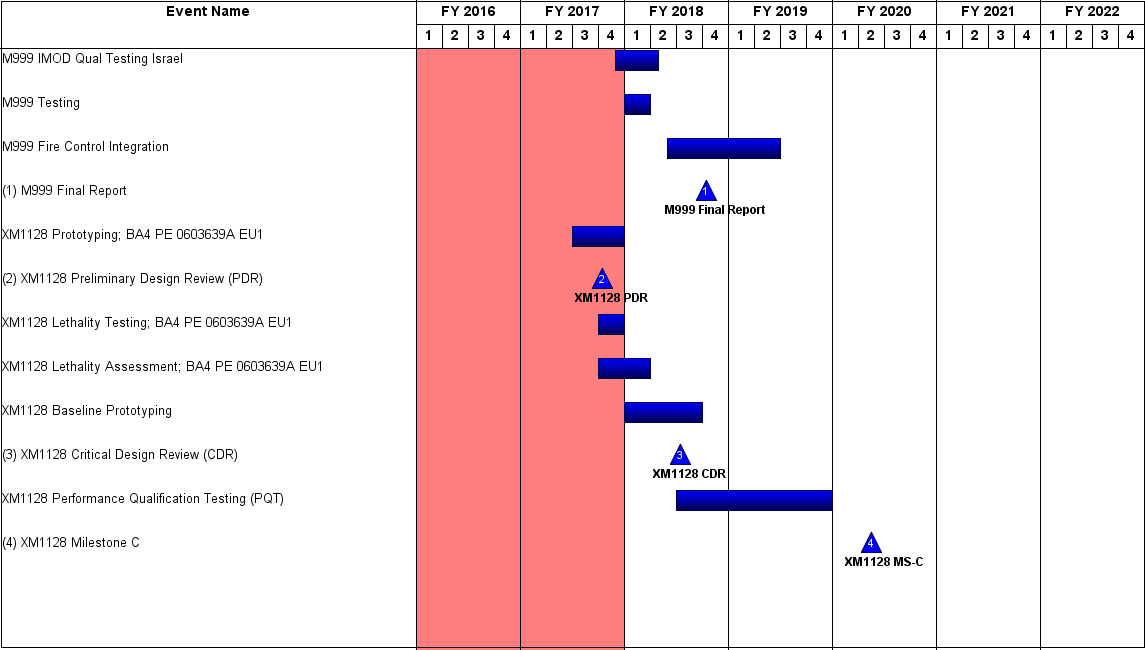 Event Name FY 2016 FY 2017 FY 2018 FY 2019 FY 2020 FY 2021 FY 2022
1 2 3 4 1 2 3 4 1 2 3 4 1 2 3 4 1 2 3 4 1 2 3 4 1 2 3 4
M999 IMOD Qual Testing Israel
M999 Testing
M999 Fire Control Integration
(1) M999 Final Report 1
M999 Final Report
XM1128 Prototyping; BA4 PE 0603639A EU1
(2) XM1128 Preliminary Design Review (PDR) 2
XM1128 PDR
XM1128 Lethality Testing; BA4 PE 0603639A EU1
XM1128 Lethality Assessment; BA4 PE 0603639A EU1
XM1128 Baseline Prototyping
(3) XM1128 Critical Design Review (CDR) 3
XM1128 CDR
XM1128 Performance Qualification Testing (PQT)
(4) XM1128 Milestone C 4
XM1128 MS-C